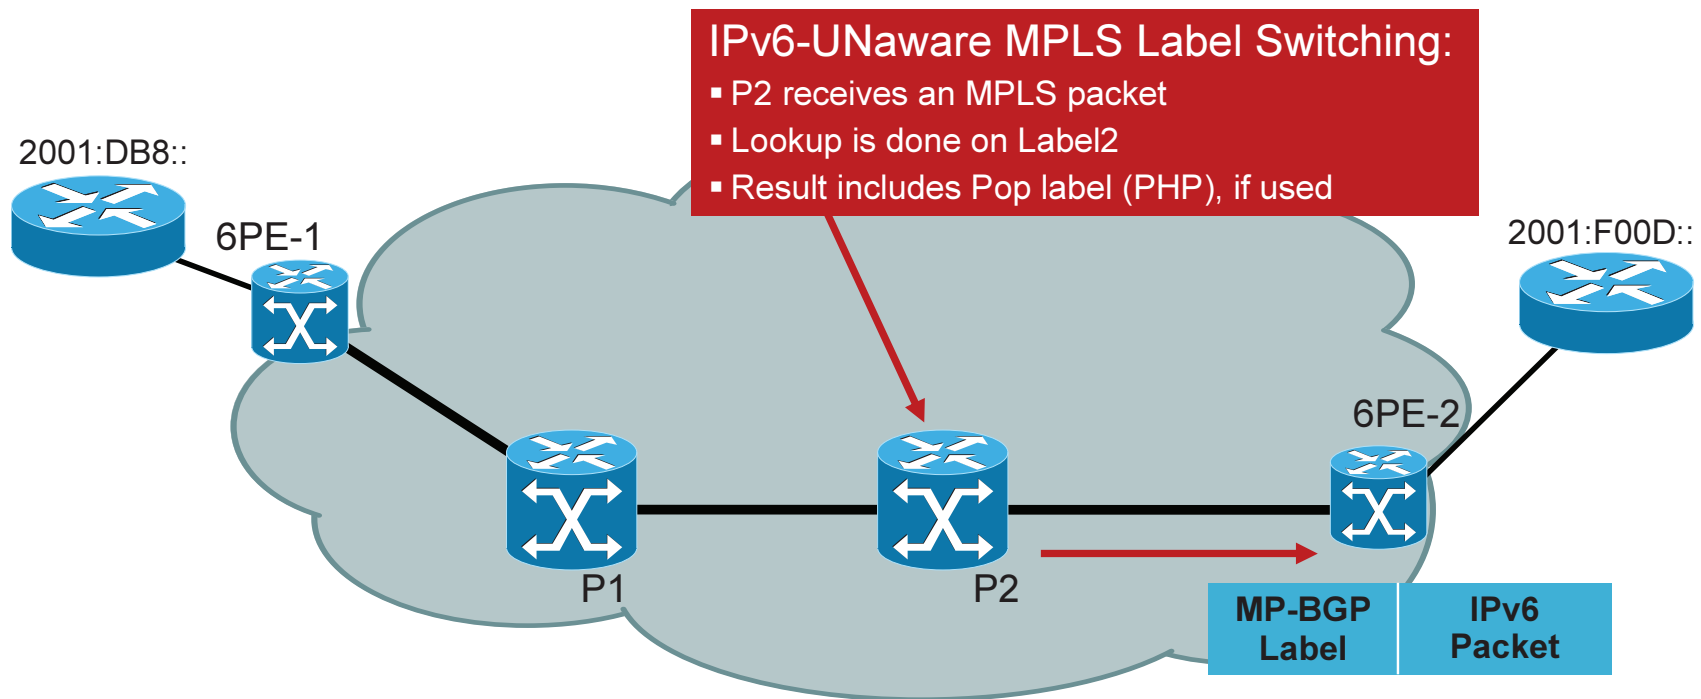 IPv6-UNaware MPLS Label Switching:
▪ P2 receives an MPLS packet
▪ Lookup is done on Label2
▪ Result includes Pop label (PHP), if used
2001:DB8::
6PE-1
2001:F00D::
6PE-2
P1
P2
MP-BGP
Label
IPv6
Packet